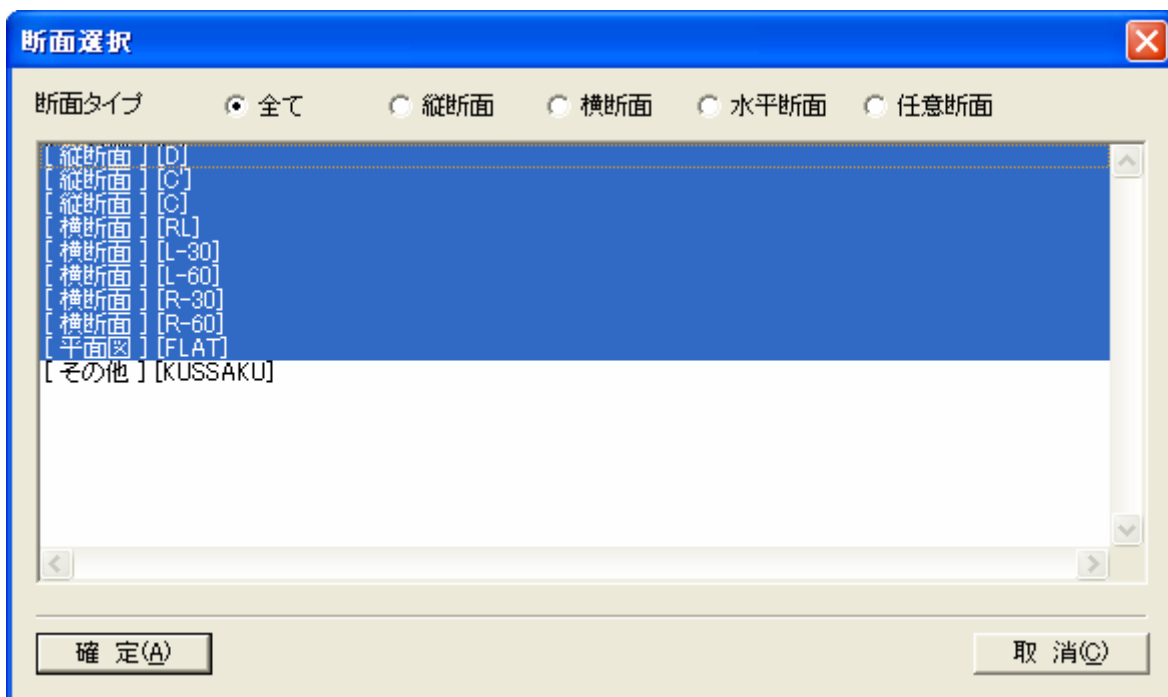 断面選択
断面タイプ 全て 縦断面 横断面 水平断面 任意断面
[ 縦断面 ] [D]
[ 縦断面 ] [C']
[ 縦断面 ] [C]
[ 横断面 ] [RL]
[ 横断面 ] [L-30]
[ 横断面 ] [L-60]
[ 横断面 ] [R-30]
[ 横断面 ] [R-60]
[ 平面図 ] [FLAT]
[ その他 ] [KUSSAKU]
確 定(A) 取 消(C)